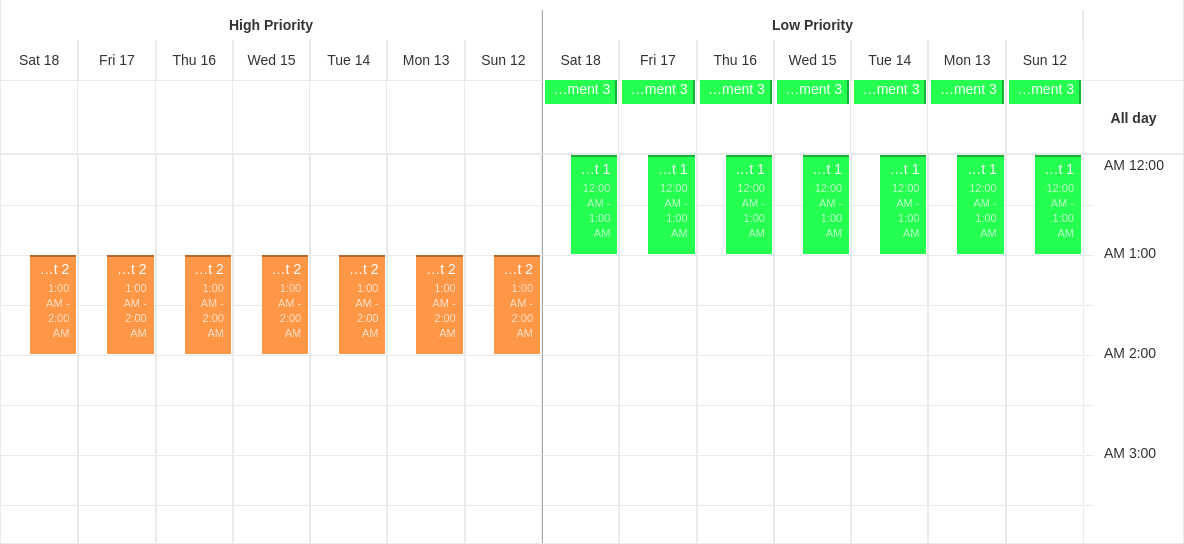 High Priority
Low Priority
Sat 18
Fri 17
Thu 16
Wed 15
Tue 14
Mon 13
Sun 12
Sat 18
Fri 17
Thu 16
Wed 15
Tue 14
Mon 13
Sun 12
…ment 3
…ment 3
…ment 3
…ment 3
…ment 3
…ment 3
…ment 3
All day
AM 12:00
…t 1
12:00
AM -
1:00
AM
…t 1
12:00
AM -
1:00
AM
…t 1
12:00
AM -
1:00
AM
…t 1
12:00
AM -
1:00
AM
…t 1
12:00
AM -
1:00
AM
…t 1
12:00
AM -
1:00
AM
…t 1
12:00
AM -
1:00
AM
AM 1:00
…t 2
1:00
AM -
2:00
AM
…t 2
1:00
AM -
2:00
AM
…t 2
1:00
AM -
2:00
AM
…t 2
1:00
AM -
2:00
AM
…t 2
1:00
AM -
2:00
AM
…t 2
1:00
AM -
2:00
AM
…t 2
1:00
AM -
2:00
AM
AM 2:00
AM 3:00